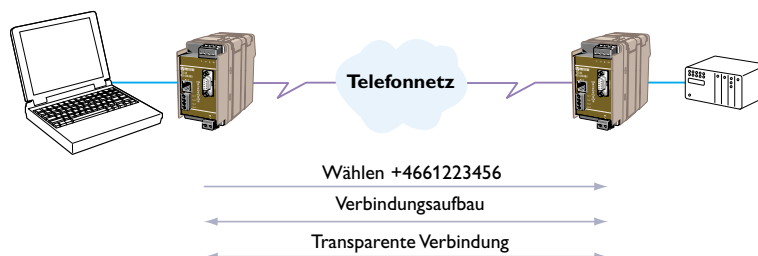 Telefonnetz
Wählen +4661223456
Verbindungsaufbau
Transparente Verbindung